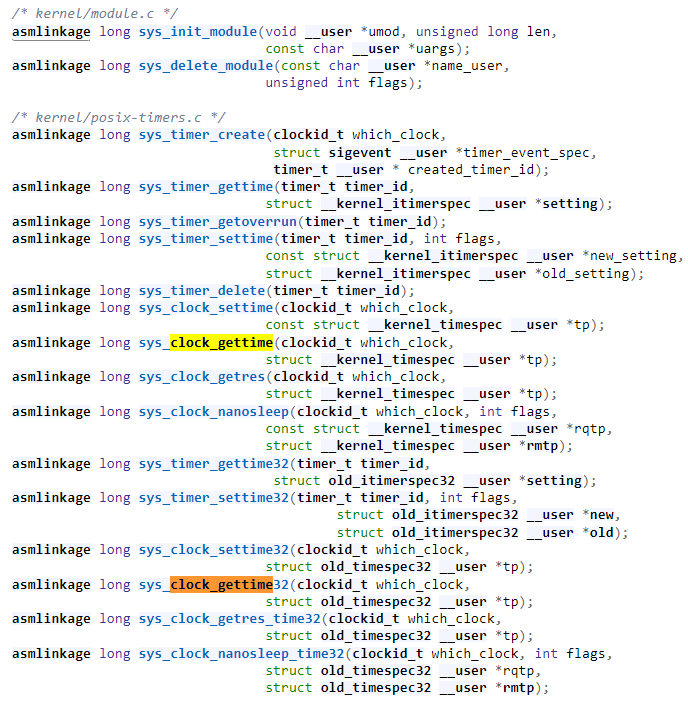 /* kernel/module.c */
asmlinkage long sys_init_module(void __user *umod, unsigned long len,
const char __user *uargs);
asmlinkage long sys_delete_module(const char __user *name_user,
unsigned int flags);
/* kernel/posix-timers.c */
asmlinkage long sys_timer_create(clockid_t which_clock,
struct sigevent __user *timer_event_spec,
timer_t __user * created_timer_id);
asmlinkage long sys_timer_gettime(timer_t timer_id,
struct __kernel_itimerspec __user *setting);
asmlinkage long sys_timer_getoverrun(timer_t timer_id);
asmlinkage long sys_timer_settime(timer_t timer_id, int flags,
const struct __kernel_itimerspec __user *new_setting,
struct __kernel_itimerspec __user *old_setting);
asmlinkage long sys_timer_delete(timer_t timer_id);
asmlinkage long sys_clock_settime(clockid_t which_clock,
const struct __kernel_timespec __user *tp);
asmlinkage long sys_clock_gettime(clockid_t which_clock,
struct __kernel_timespec __user *tp);
asmlinkage long sys_clock_getres(clockid_t which_clock,
struct __kernel_timespec __user *tp);
asmlinkage long sys_clock_nanosleep(clockid_t which_clock, int flags,
const struct __kernel_timespec __user *rqtp,
struct __kernel_timespec __user *rmtp);
asmlinkage long sys_timer_gettime32(timer_t timer_id,
struct old_itimerspec32 __user *setting);
asmlinkage long sys_timer_settime32(timer_t timer_id, int flags,
struct old_itimerspec32 __user *new,
struct old_itimerspec32 __user *old);
asmlinkage long sys_clock_settime32(clockid_t which_clock,
struct old_timespec32 __user *tp);
asmlinkage long sys_clock_gettime32(clockid_t which_clock,
struct old_timespec32 __user *tp);
asmlinkage long sys_clock_getres_time32(clockid_t which_clock,
struct old_timespec32 __user *tp);
asmlinkage long sys_clock_nanosleep_time32(clockid_t which_clock, int flags,
struct old_timespec32 __user *rqtp,
struct old_timespec32 __user *rmtp);